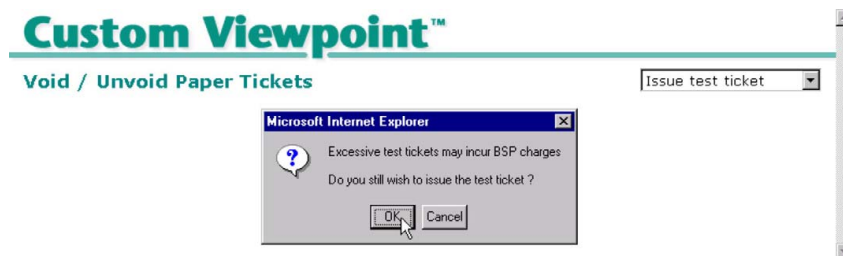 Custom Viewpoint™
Void / Unvoid Paper Tickets
Issue test ticket
Microsoft Internet Explorer
Excessive test tickets may incur BSP charges
Do you still wish to issue the test ticket ?
OK
Cancel